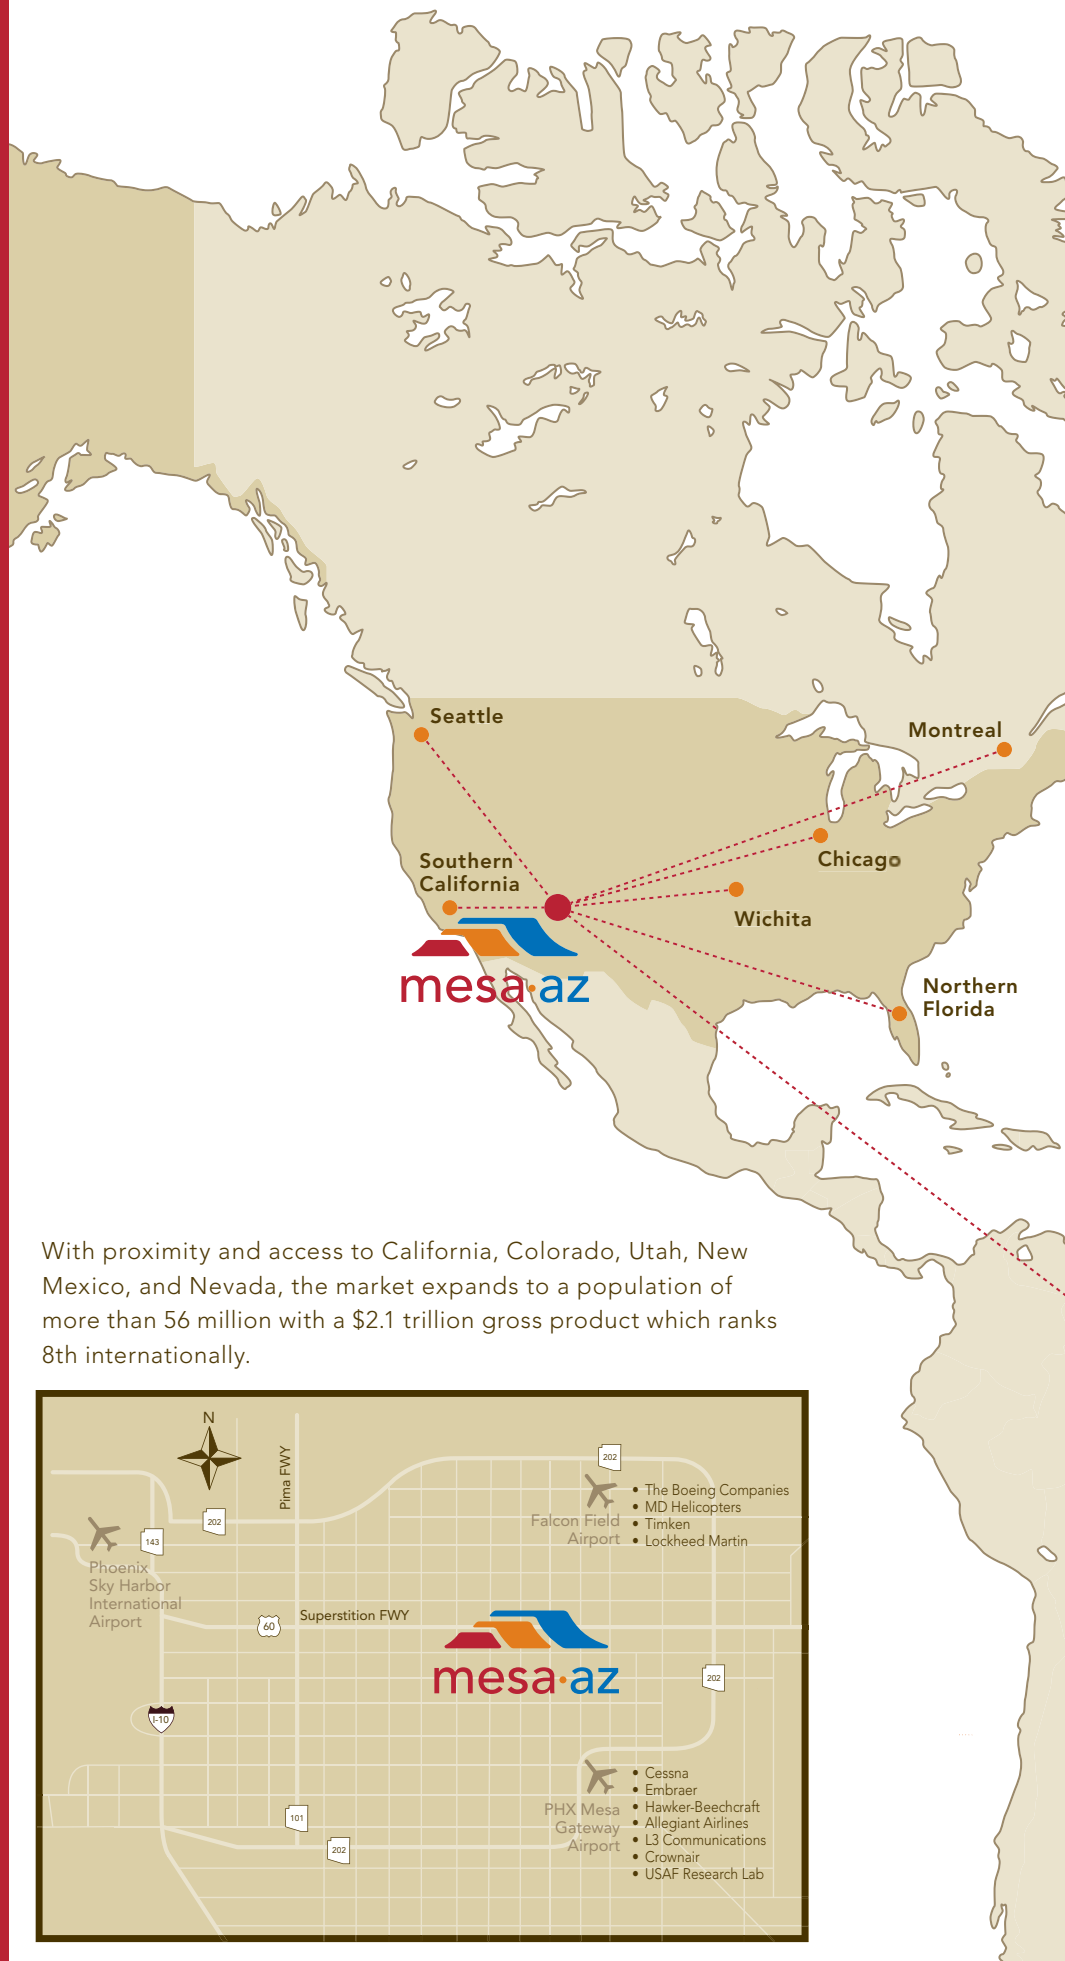 Seattle
Montreal
Southern
California
Chicago
Wichita
mesa·az
Northern
Florida
With proximity and access to California, Colorado, Utah, New
Mexico, and Nevada, the market expands to a population of
more than 56 million with a $2.1 trillion gross product which ranks
8th internationally.
N
Pima FWY
202
202
143
Falcon Field
Airport
• The Boeing Companies
• MD Helicopters
• Timken
• Lockheed Martin
Phoenix
Sky Harbor
International
Airport
60
Superstition FWY
mesa·az
202
I-10
101
202
PHX Mesa
Gateway
Airport
• Cessna
• Embraer
• Hawker-Beechcraft
• Allegiant Airlines
• L3 Communications
• Crownair
• USAF Research Lab